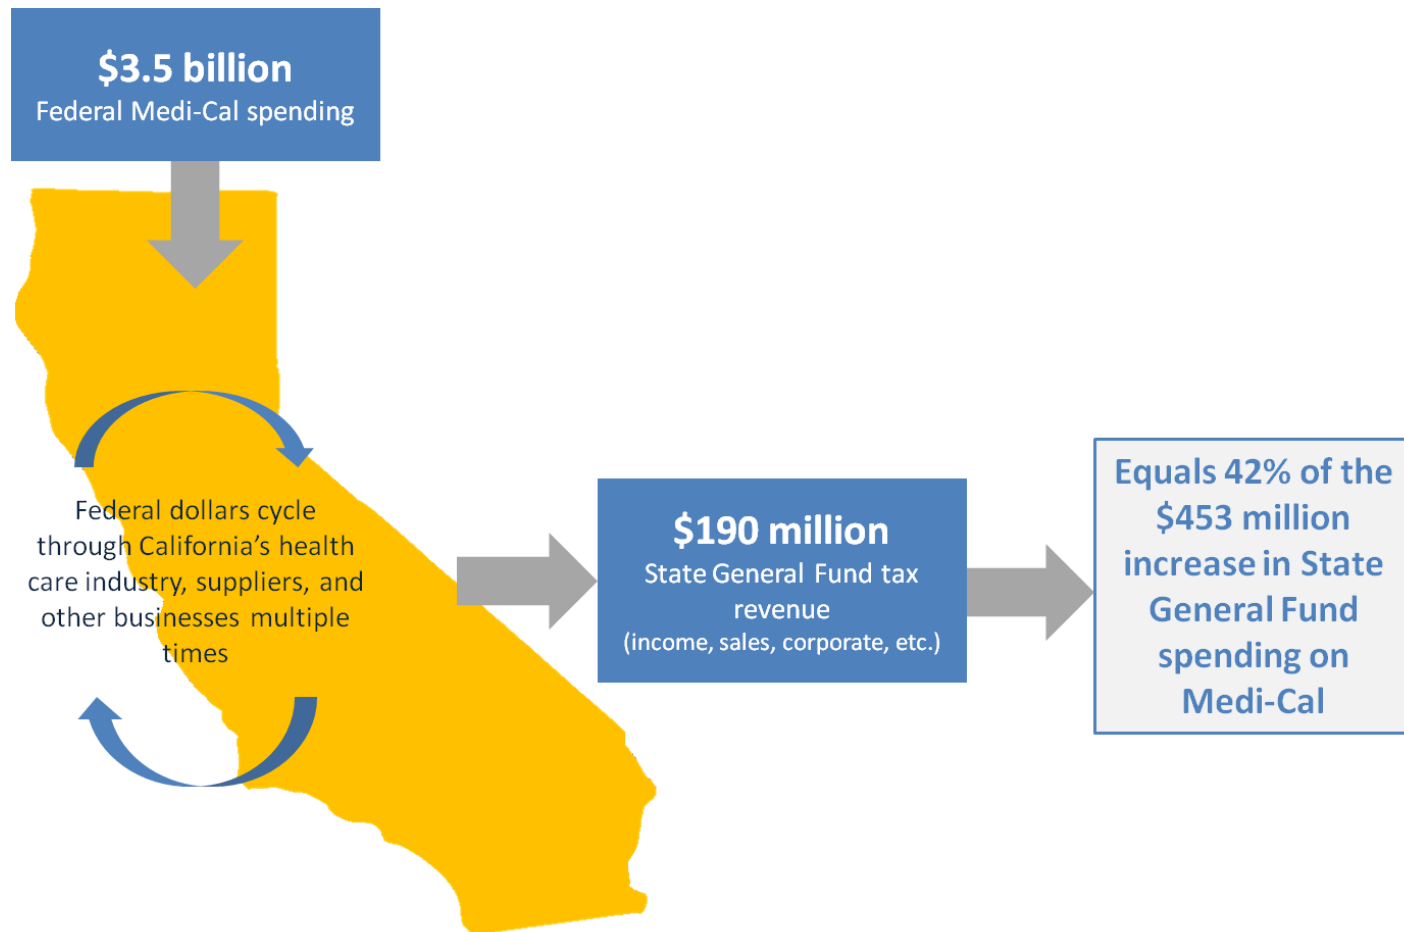 $3.5 billion
Federal Medi-Cal spending
Federal dollars cycle
through California’s health
care industry, suppliers, and
other businesses multiple
times
$190 million
State General Fund tax
revenue
(income, sales, corporate, etc.)
Equals 42% of the
$453 million
increase in State
General Fund
spending on
Medi-Cal